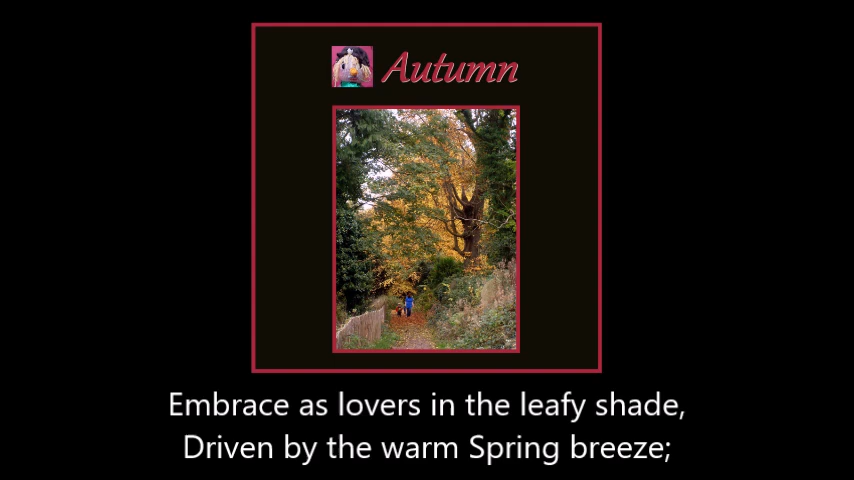 Autumn
Embrace as lovers in the leafy shade,
Driven by the warm Spring breeze;